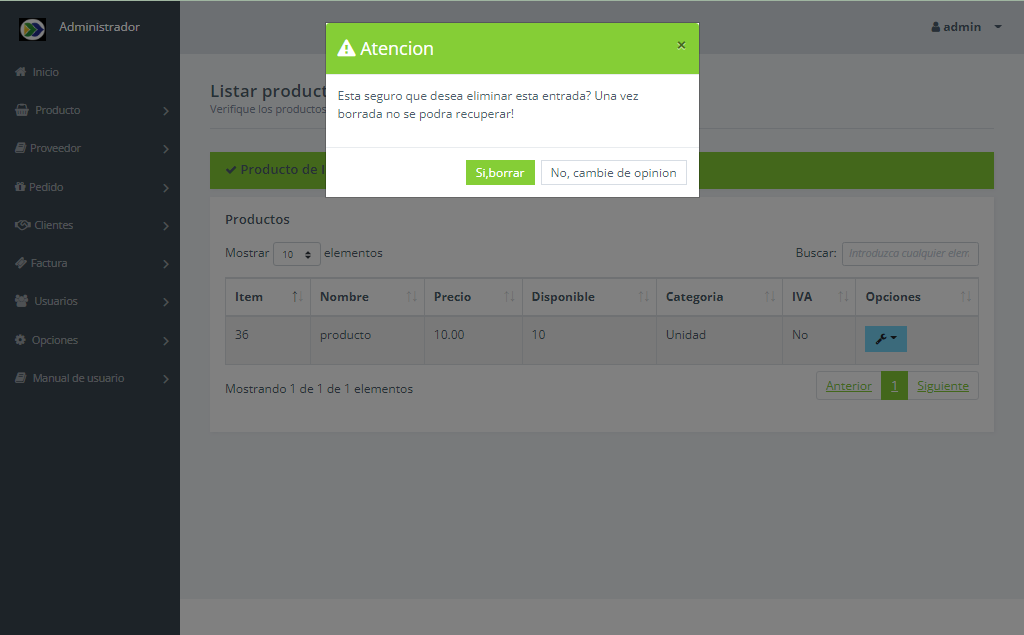 Administrador
admin
Inicio
Producto
Proveedor
Pedido
Clientes
Factura
Usuarios
Opciones
Manual de usuario
Atencion
×
Esta seguro que desea eliminar esta entrada? Una vez
borrada no se podra recuperar!
Si,borrar
No, cambie de opinion
Listar product
Verifique los productos
Producto de
Productos
Mostrar 10 elementos
Buscar: Introduzca cualquier elem
Item Nombre Precio Disponible Categoria IVA Opciones
36 producto 10.00 10 Unidad No
Mostrando 1 de 1 de 1 elementos
Anterior 1 Siguiente